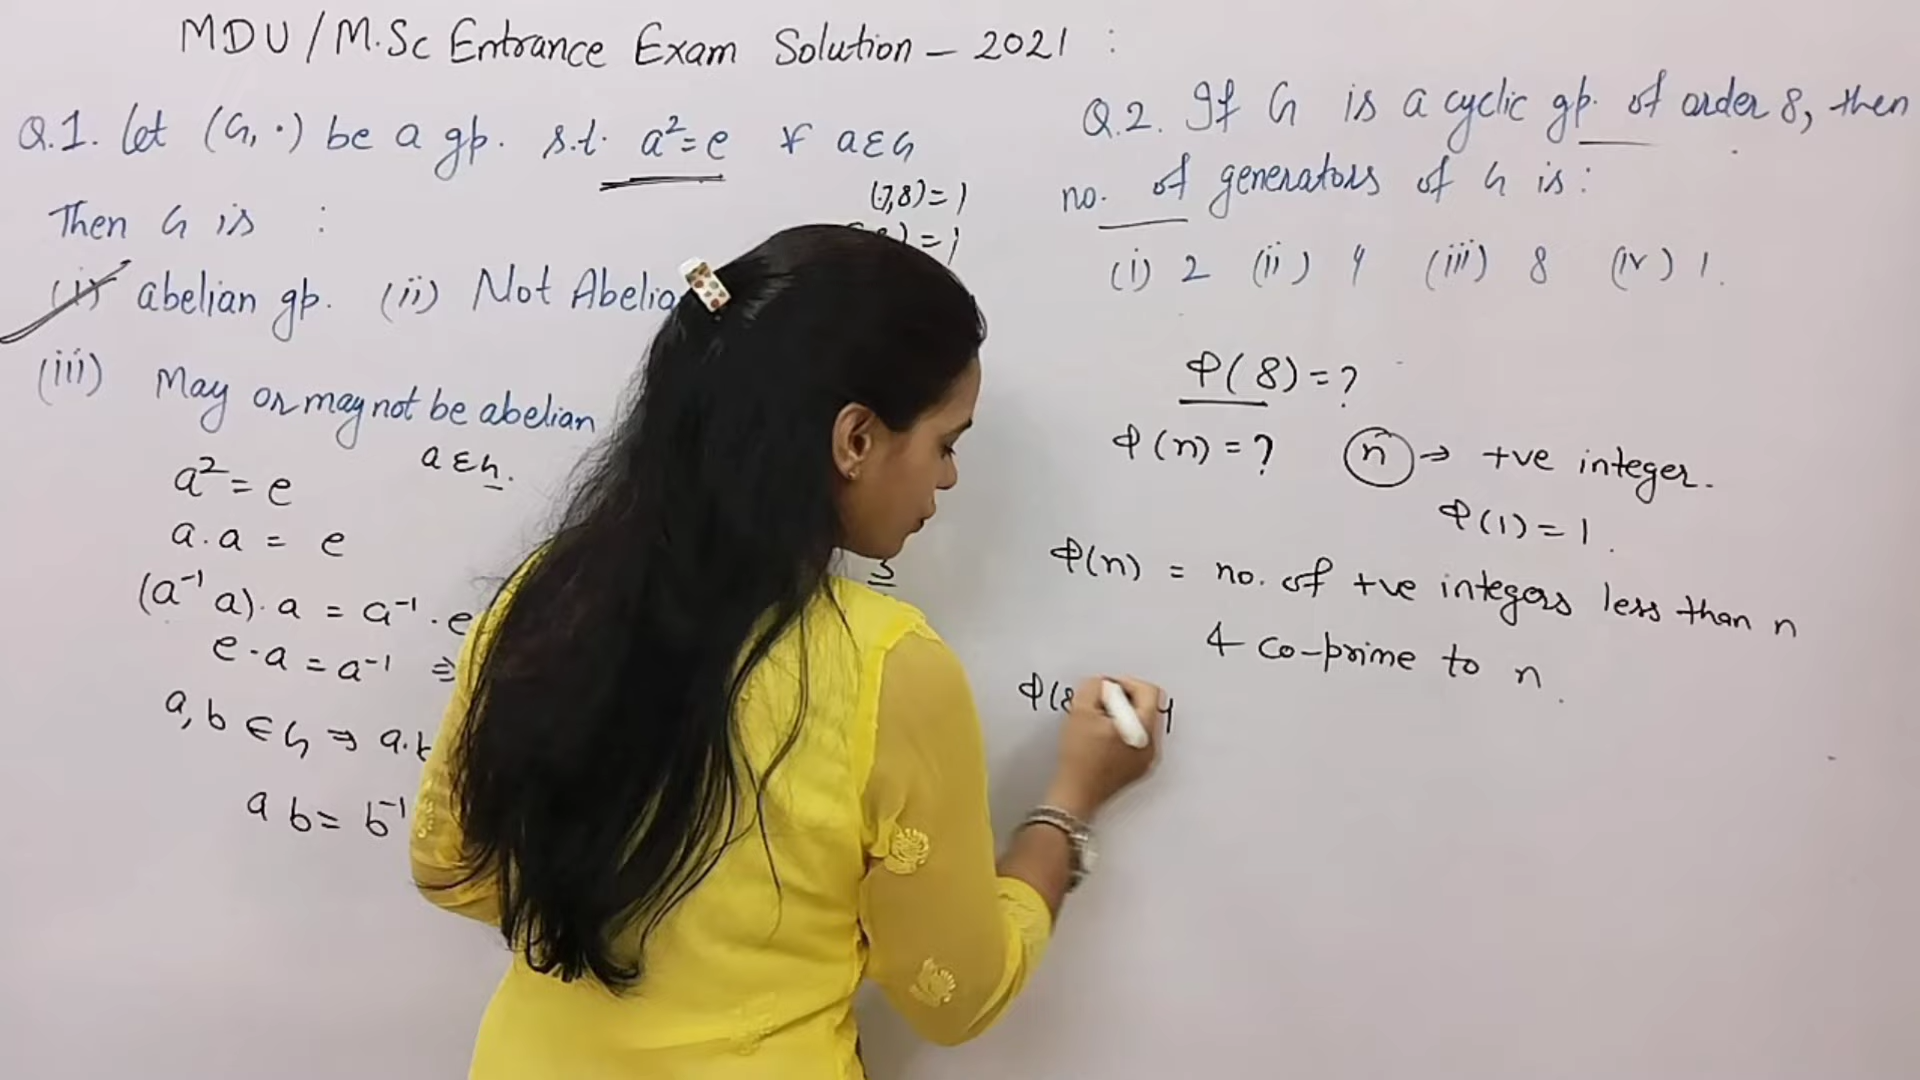 MDU / M.Sc Entrance Exam Solution – 2021 :
Q.1. Let (G, ·) be a gp. s.t. a² = e ∀ a ∈ G
Then G is :
(i) abelian gp. (ii) Not Abelia
(iii) May or may not be abelian
a² = e a ∈ G.
a . a = e
(a⁻¹ a) . a = a⁻¹ . e
e . a = a⁻¹ ⇒
a, b ∈ G ⇒ a.
a b = b⁻¹
(7,8) = 1
) = 1
Q.2. If G is a cyclic gp. of order 8, then
no. of generators of G is :
(i) 2 (ii) 4 (iii) 8 (iv) 1.
Φ(8) = ?
Φ(n) = ? n → +ve integer.
Φ(1) = 1.
Φ(n) = no. of +ve integers less than n
& co-prime to n.
Φ(8 4